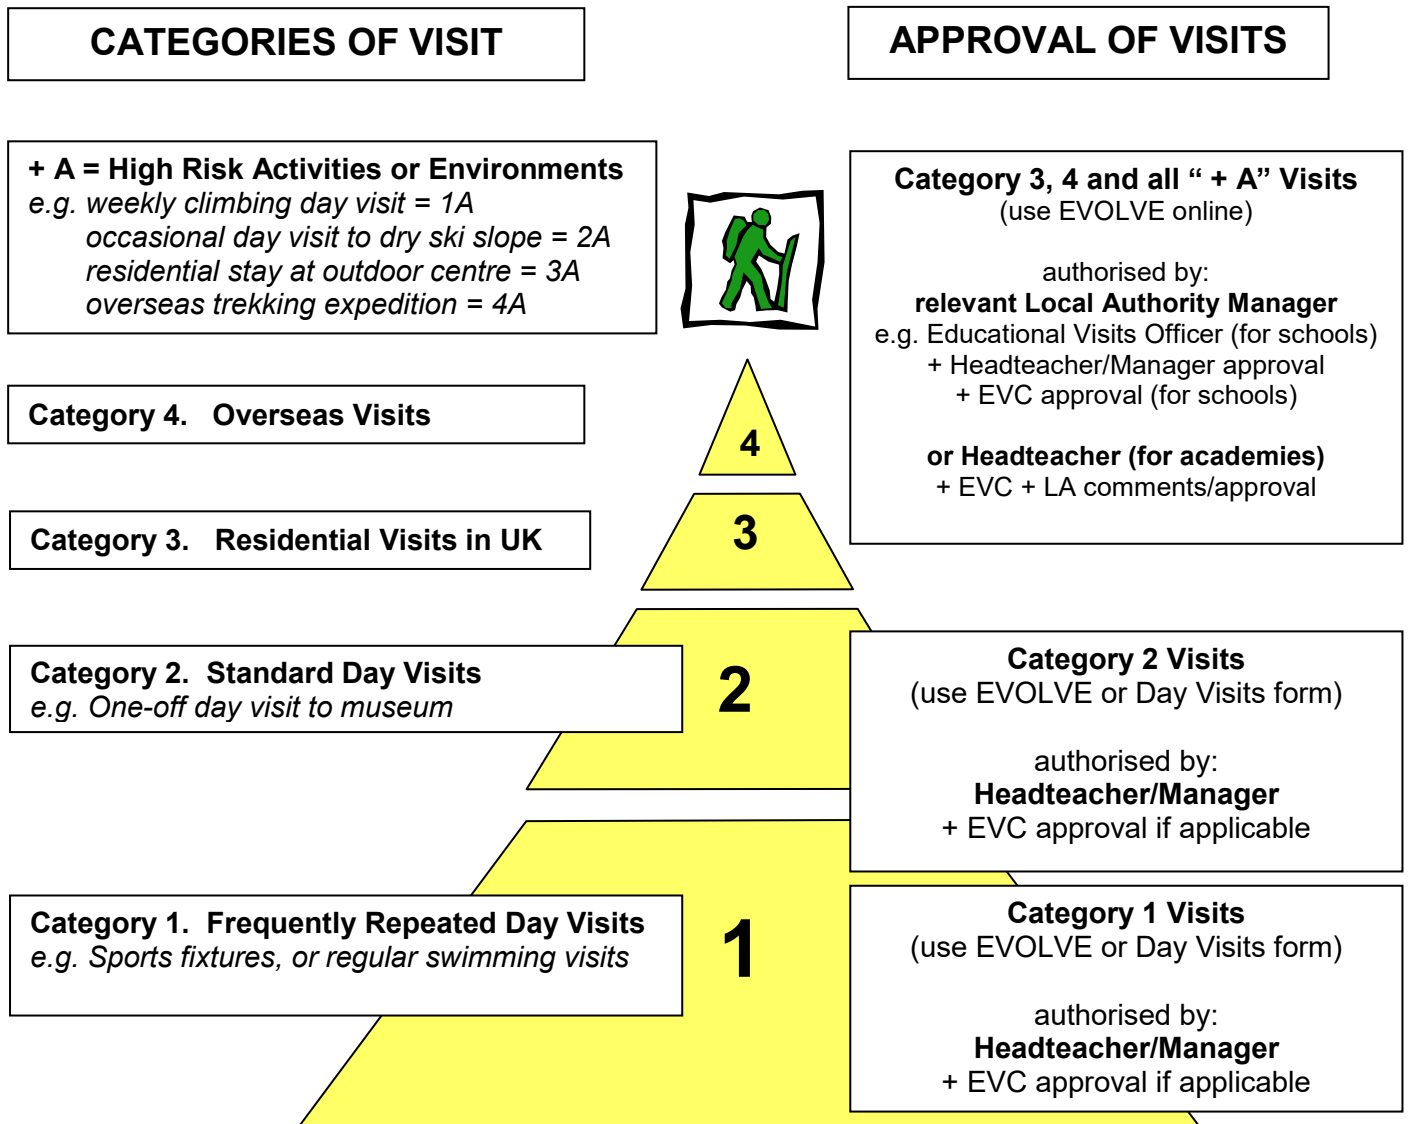 CATEGORIES OF VISIT
APPROVAL OF VISITS
+ A = High Risk Activities or Environments
e.g. weekly climbing day visit = 1A
occasional day visit to dry ski slope = 2A
residential stay at outdoor centre = 3A
overseas trekking expedition = 4A
Category 4. Overseas Visits
Category 3. Residential Visits in UK
Category 2. Standard Day Visits
e.g. One-off day visit to museum
Category 1. Frequently Repeated Day Visits
e.g. Sports fixtures, or regular swimming visits
4
3
2
1
Category 3, 4 and all “ + A” Visits
(use EVOLVE online)
authorised by:
relevant Local Authority Manager
e.g. Educational Visits Officer (for schools)
+ Headteacher/Manager approval
+ EVC approval (for schools)
or Headteacher (for academies)
+ EVC + LA comments/approval
Category 2 Visits
(use EVOLVE or Day Visits form)
authorised by:
Headteacher/Manager
+ EVC approval if applicable
Category 1 Visits
(use EVOLVE or Day Visits form)
authorised by:
Headteacher/Manager
+ EVC approval if applicable